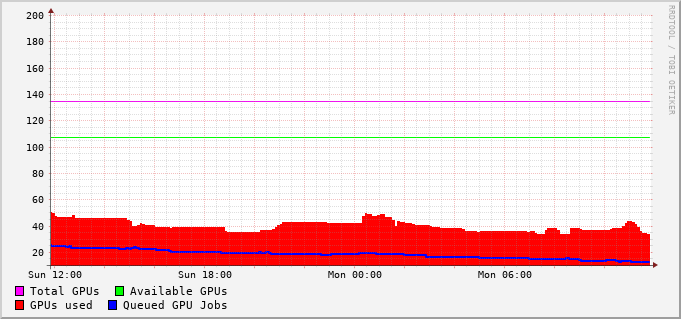 200
180
160
140
120
100
80
60
40
20
Sun 12:00 Sun 18:00 Mon 00:00 Mon 06:00
Total GPUs Available GPUs
GPUs used Queued GPU Jobs
RRDTOOL / TOBI OETIKER